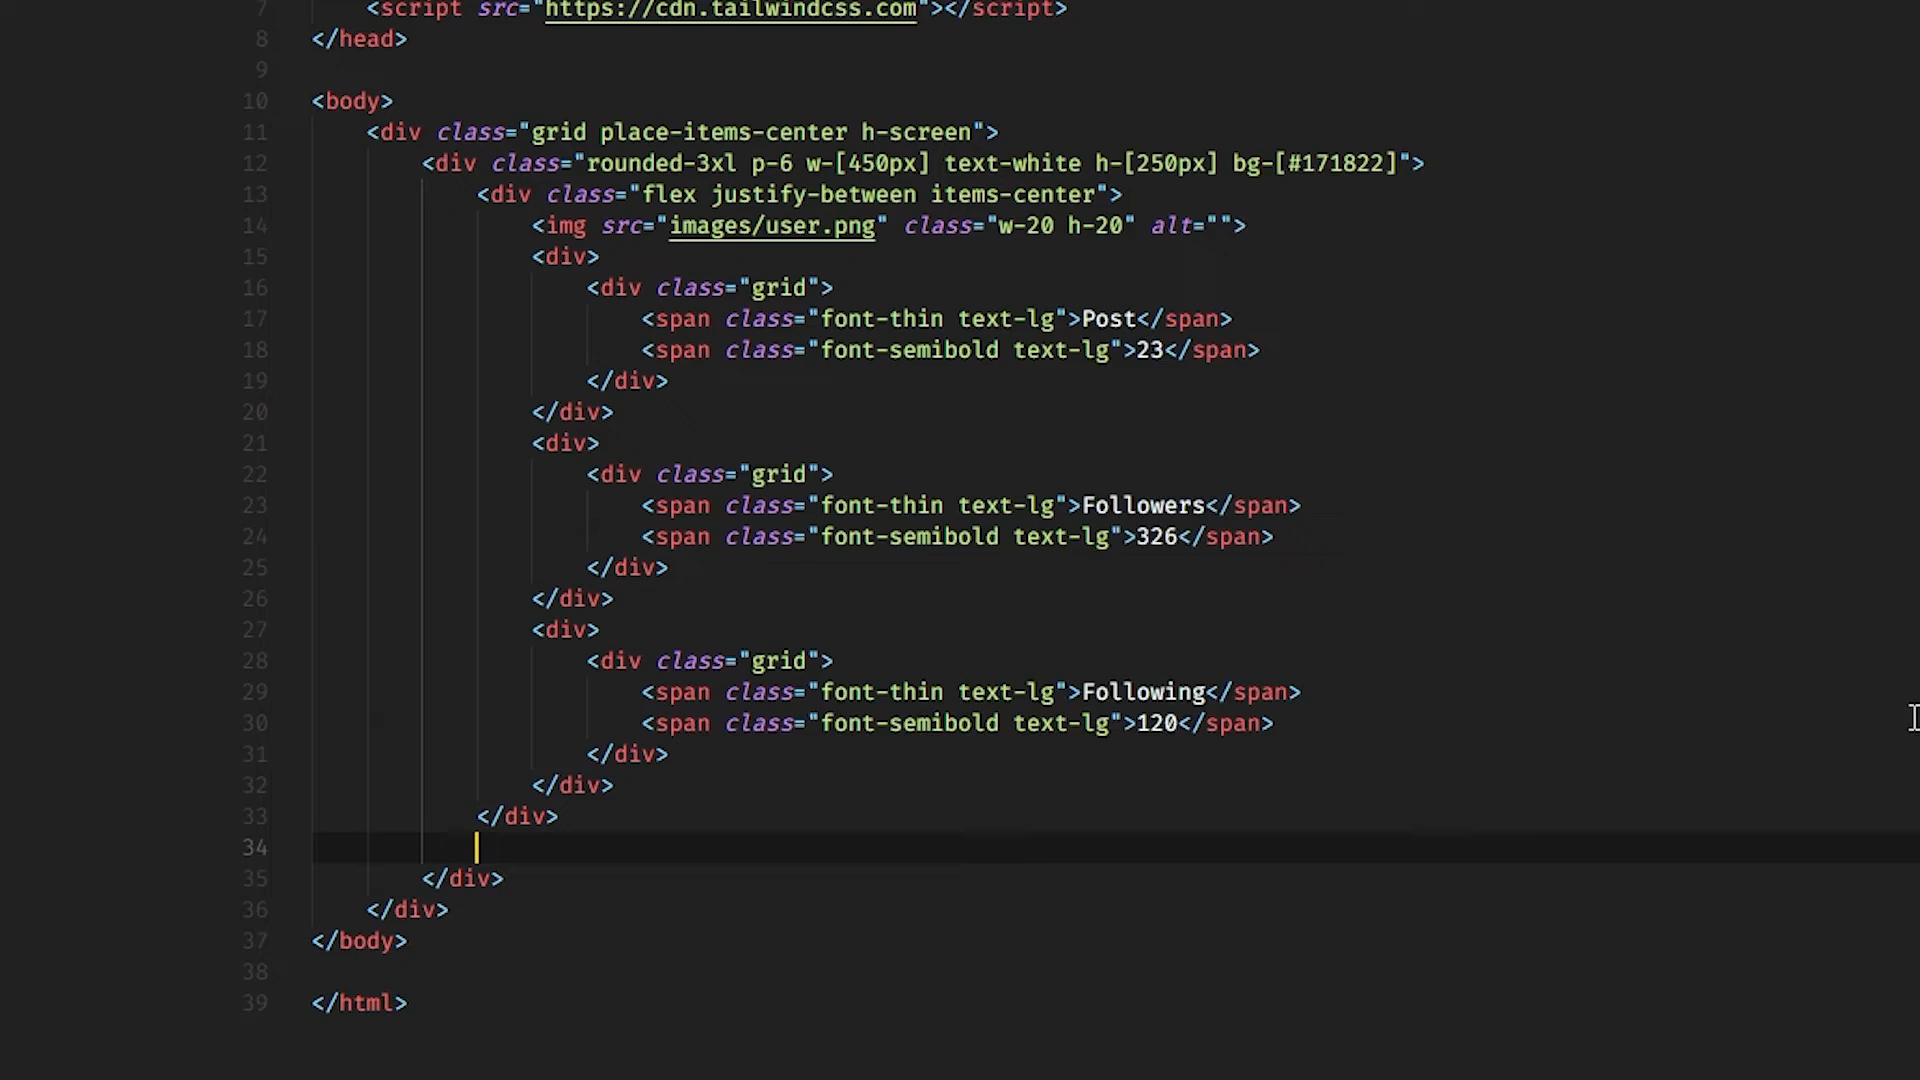 7 <script src="https://cdn.tailwindcss.com"></script>
8 </head>
9
10 <body>
11 <div class="grid place-items-center h-screen">
12 <div class="rounded-3xl p-6 w-[450px] text-white h-[250px] bg-[#171822]">
13 <div class="flex justify-between items-center">
14 <img src="images/user.png" class="w-20 h-20" alt="">
15 <div>
16 <div class="grid">
17 <span class="font-thin text-lg">Post</span>
18 <span class="font-semibold text-lg">23</span>
19 </div>
20 </div>
21 <div>
22 <div class="grid">
23 <span class="font-thin text-lg">Followers</span>
24 <span class="font-semibold text-lg">326</span>
25 </div>
26 </div>
27 <div>
28 <div class="grid">
29 <span class="font-thin text-lg">Following</span>
30 <span class="font-semibold text-lg">120</span>
31 </div>
32 </div>
33 </div>
34
35 </div>
36 </div>
37 </body>
38
39 </html>